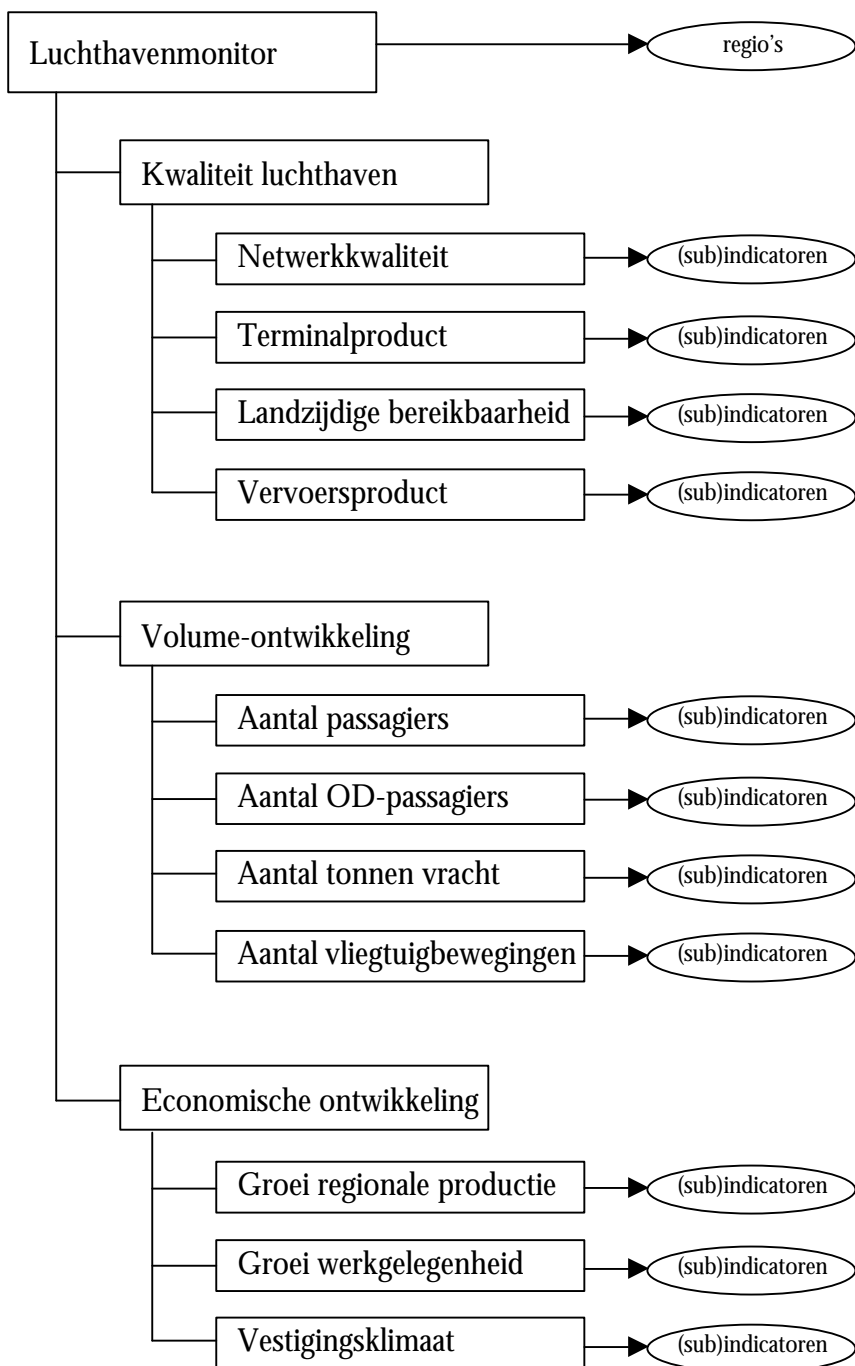 Luchthavenmonitor
regio's
Kwaliteit luchthaven
Netwerkkwaliteit
(sub)indicatoren
Terminalproduct
(sub)indicatoren
Landzijdige bereikbaarheid
(sub)indicatoren
Vervoersproduct
(sub)indicatoren
Volume-ontwikkeling
Aantal passagiers
(sub)indicatoren
Aantal OD-passagiers
(sub)indicatoren
Aantal tonnen vracht
(sub)indicatoren
Aantal vliegtuigbewegingen
(sub)indicatoren
Economische ontwikkeling
Groei regionale productie
(sub)indicatoren
Groei werkgelegenheid
(sub)indicatoren
Vestigingsklimaat
(sub)indicatoren